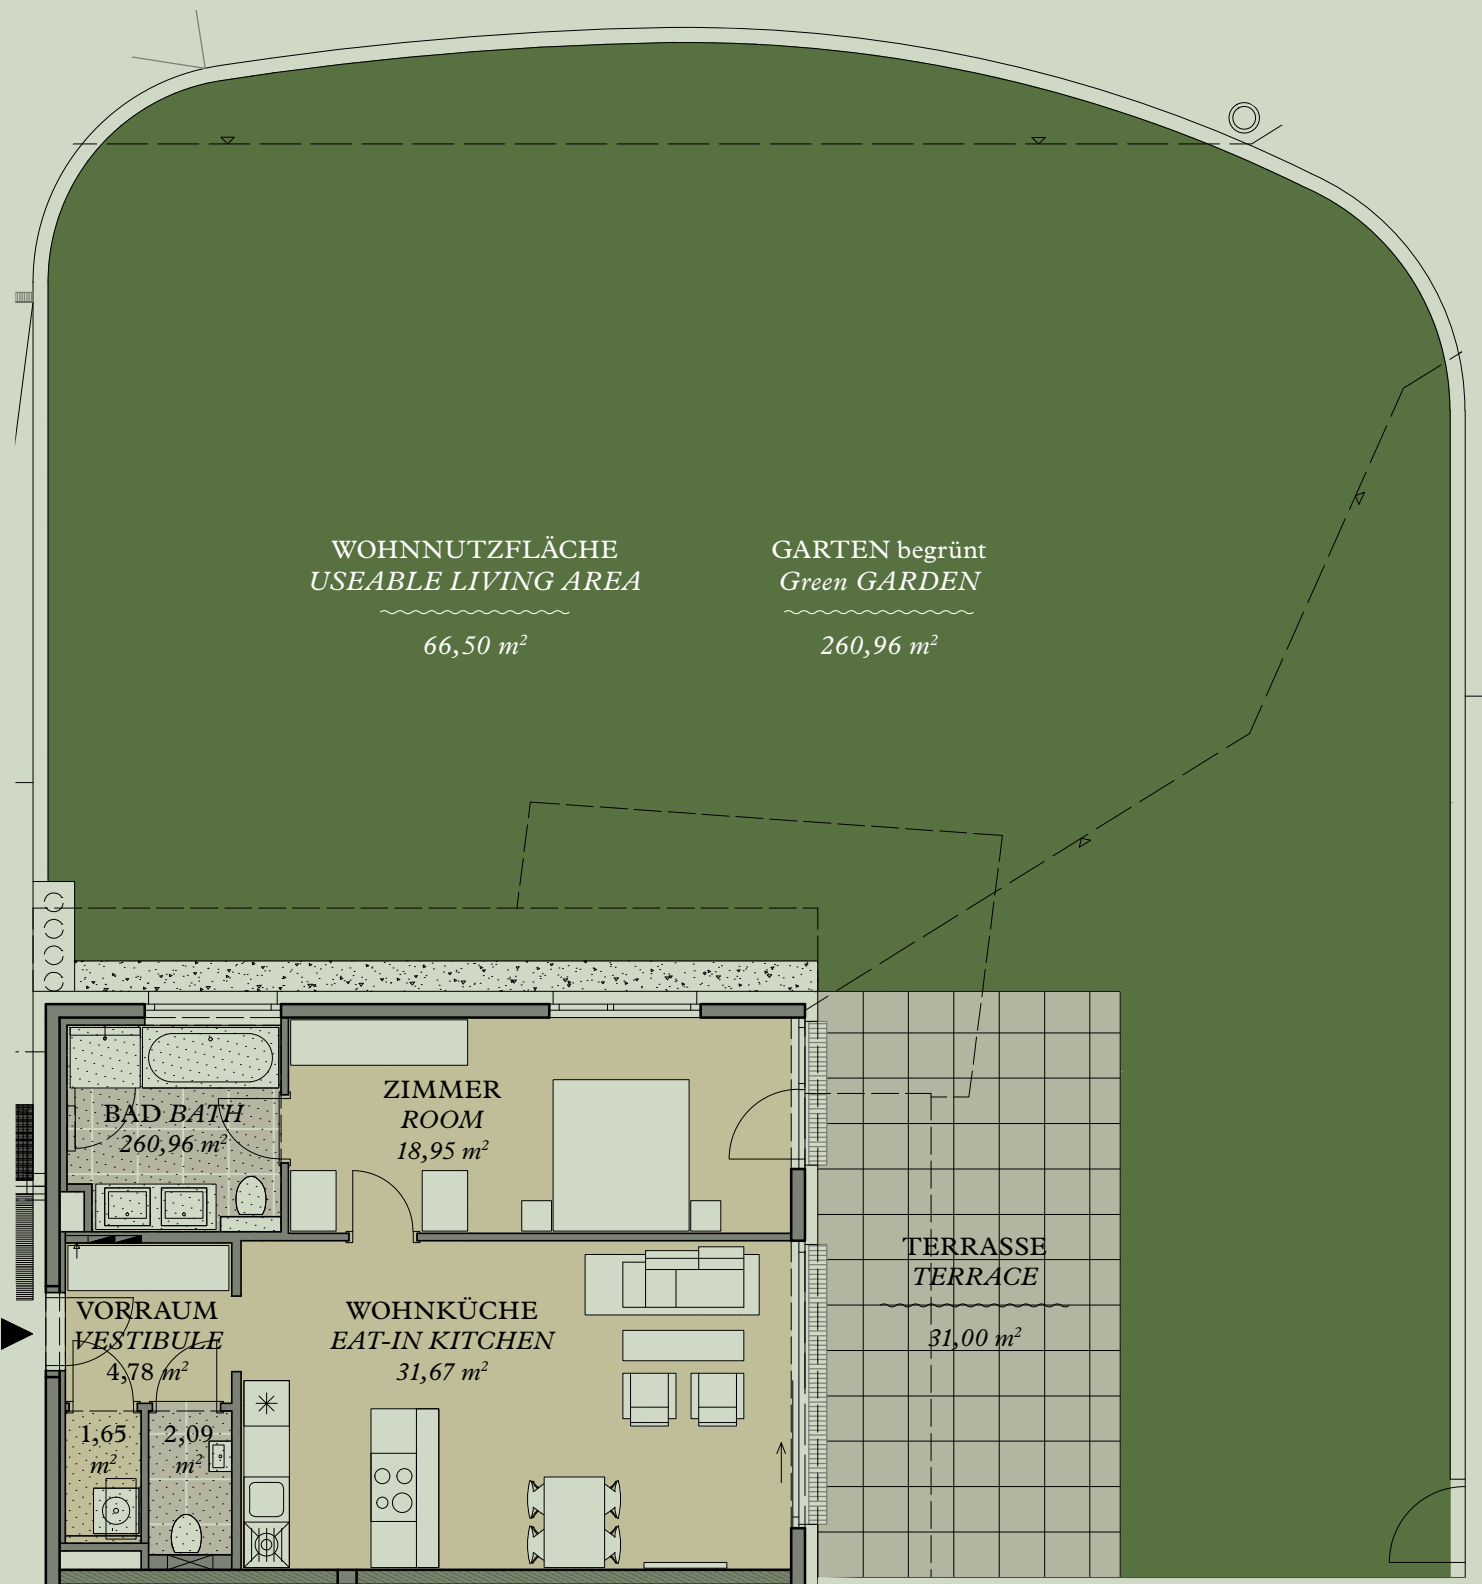 WOHNNUTZFLÄCHE
USEABLE LIVING AREA
66,50 m²
GARTEN begrünt
Green GARDEN
260,96 m²
BAD BATH
260,96 m²
ZIMMER
ROOM
18,95 m²
TERRASSE
TERRACE
31,00 m²
VORRAUM
VESTIBULE
4,78 m²
WOHNKÜCHE
EAT-IN KITCHEN
31,67 m²
1,65
m²
2,09
m²